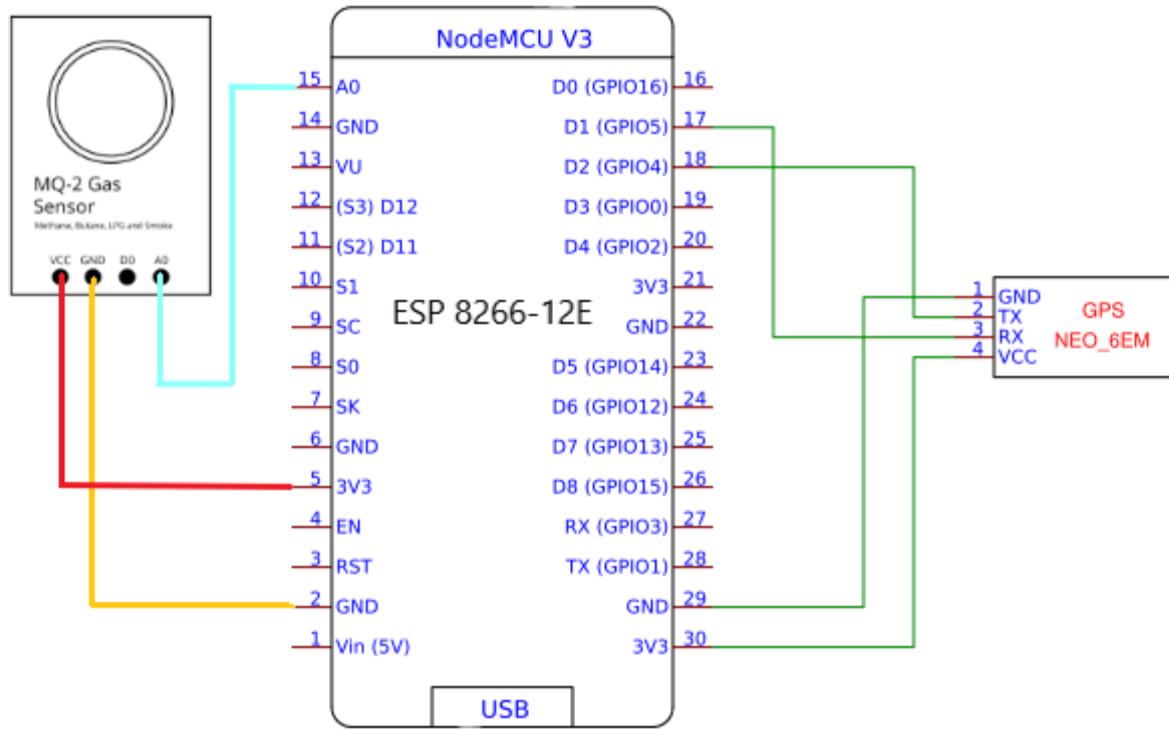 NodeMCU V3
MQ-2 Gas
Sensor
Methane, Butane, LPG and Smoke
VCC GND D0 A0
15 A0
14 GND
13 VU
12 (S3) D12
11 (S2) D11
10 S1
9 SC
8 S0
7 SK
6 GND
5 3V3
4 EN
3 RST
2 GND
1 Vin (5V)
ESP 8266-12E
D0 (GPIO16) 16
D1 (GPIO5) 17
D2 (GPIO4) 18
D3 (GPIO0) 19
D4 (GPIO2) 20
3V3 21
GND 22
D5 (GPIO14) 23
D6 (GPIO12) 24
D7 (GPIO13) 25
D8 (GPIO15) 26
RX (GPIO3) 27
TX (GPIO1) 28
GND 29
3V3 30
USB
1 GND
2 TX
3 RX
4 VCC
GPS
NEO_6EM